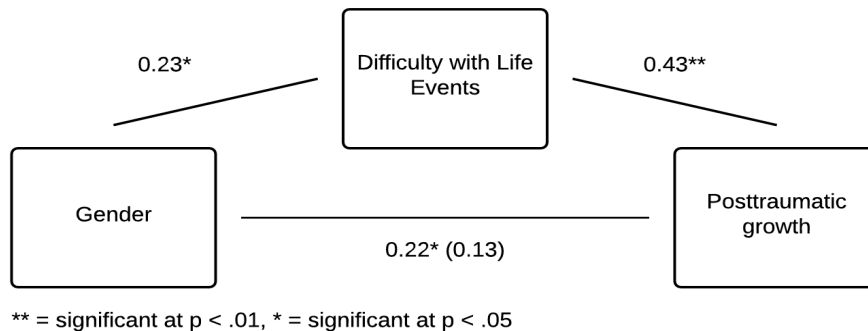 0.23*
Difficulty with Life
Events
0.43**
Gender
Posttraumatic
growth
0.22* (0.13)
** = significant at p < .01, * = significant at p < .05